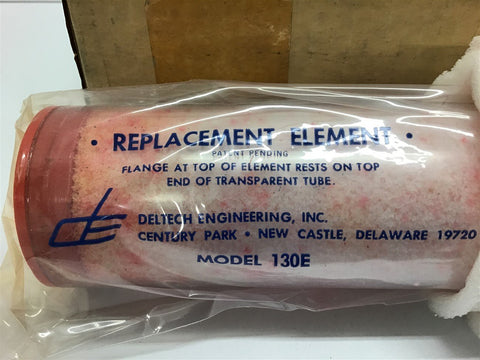 • REPLACEMENT ELEMENT •
PATENT PENDING
FLANGE AT TOP OF ELEMENT RESTS ON TOP
END OF TRANSPARENT TUBE.
de
DELTECH ENGINEERING, INC.
CENTURY PARK • NEW CASTLE, DELAWARE 19720
MODEL 130E